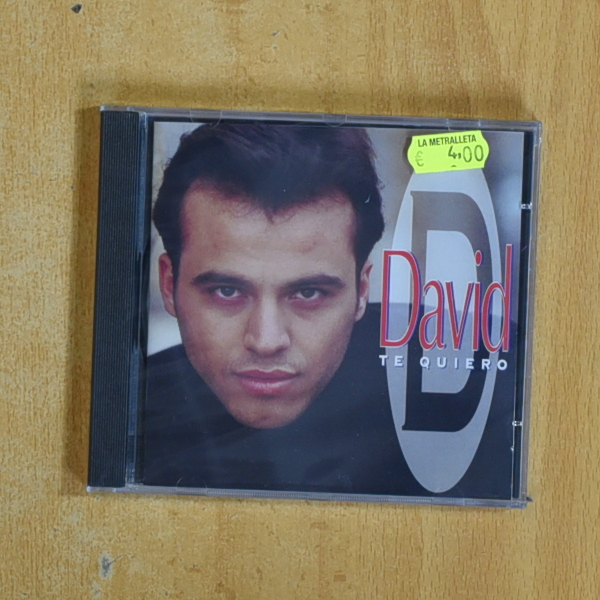 LA METRALLETA
€ 4,00
D
David
TE QUIERO